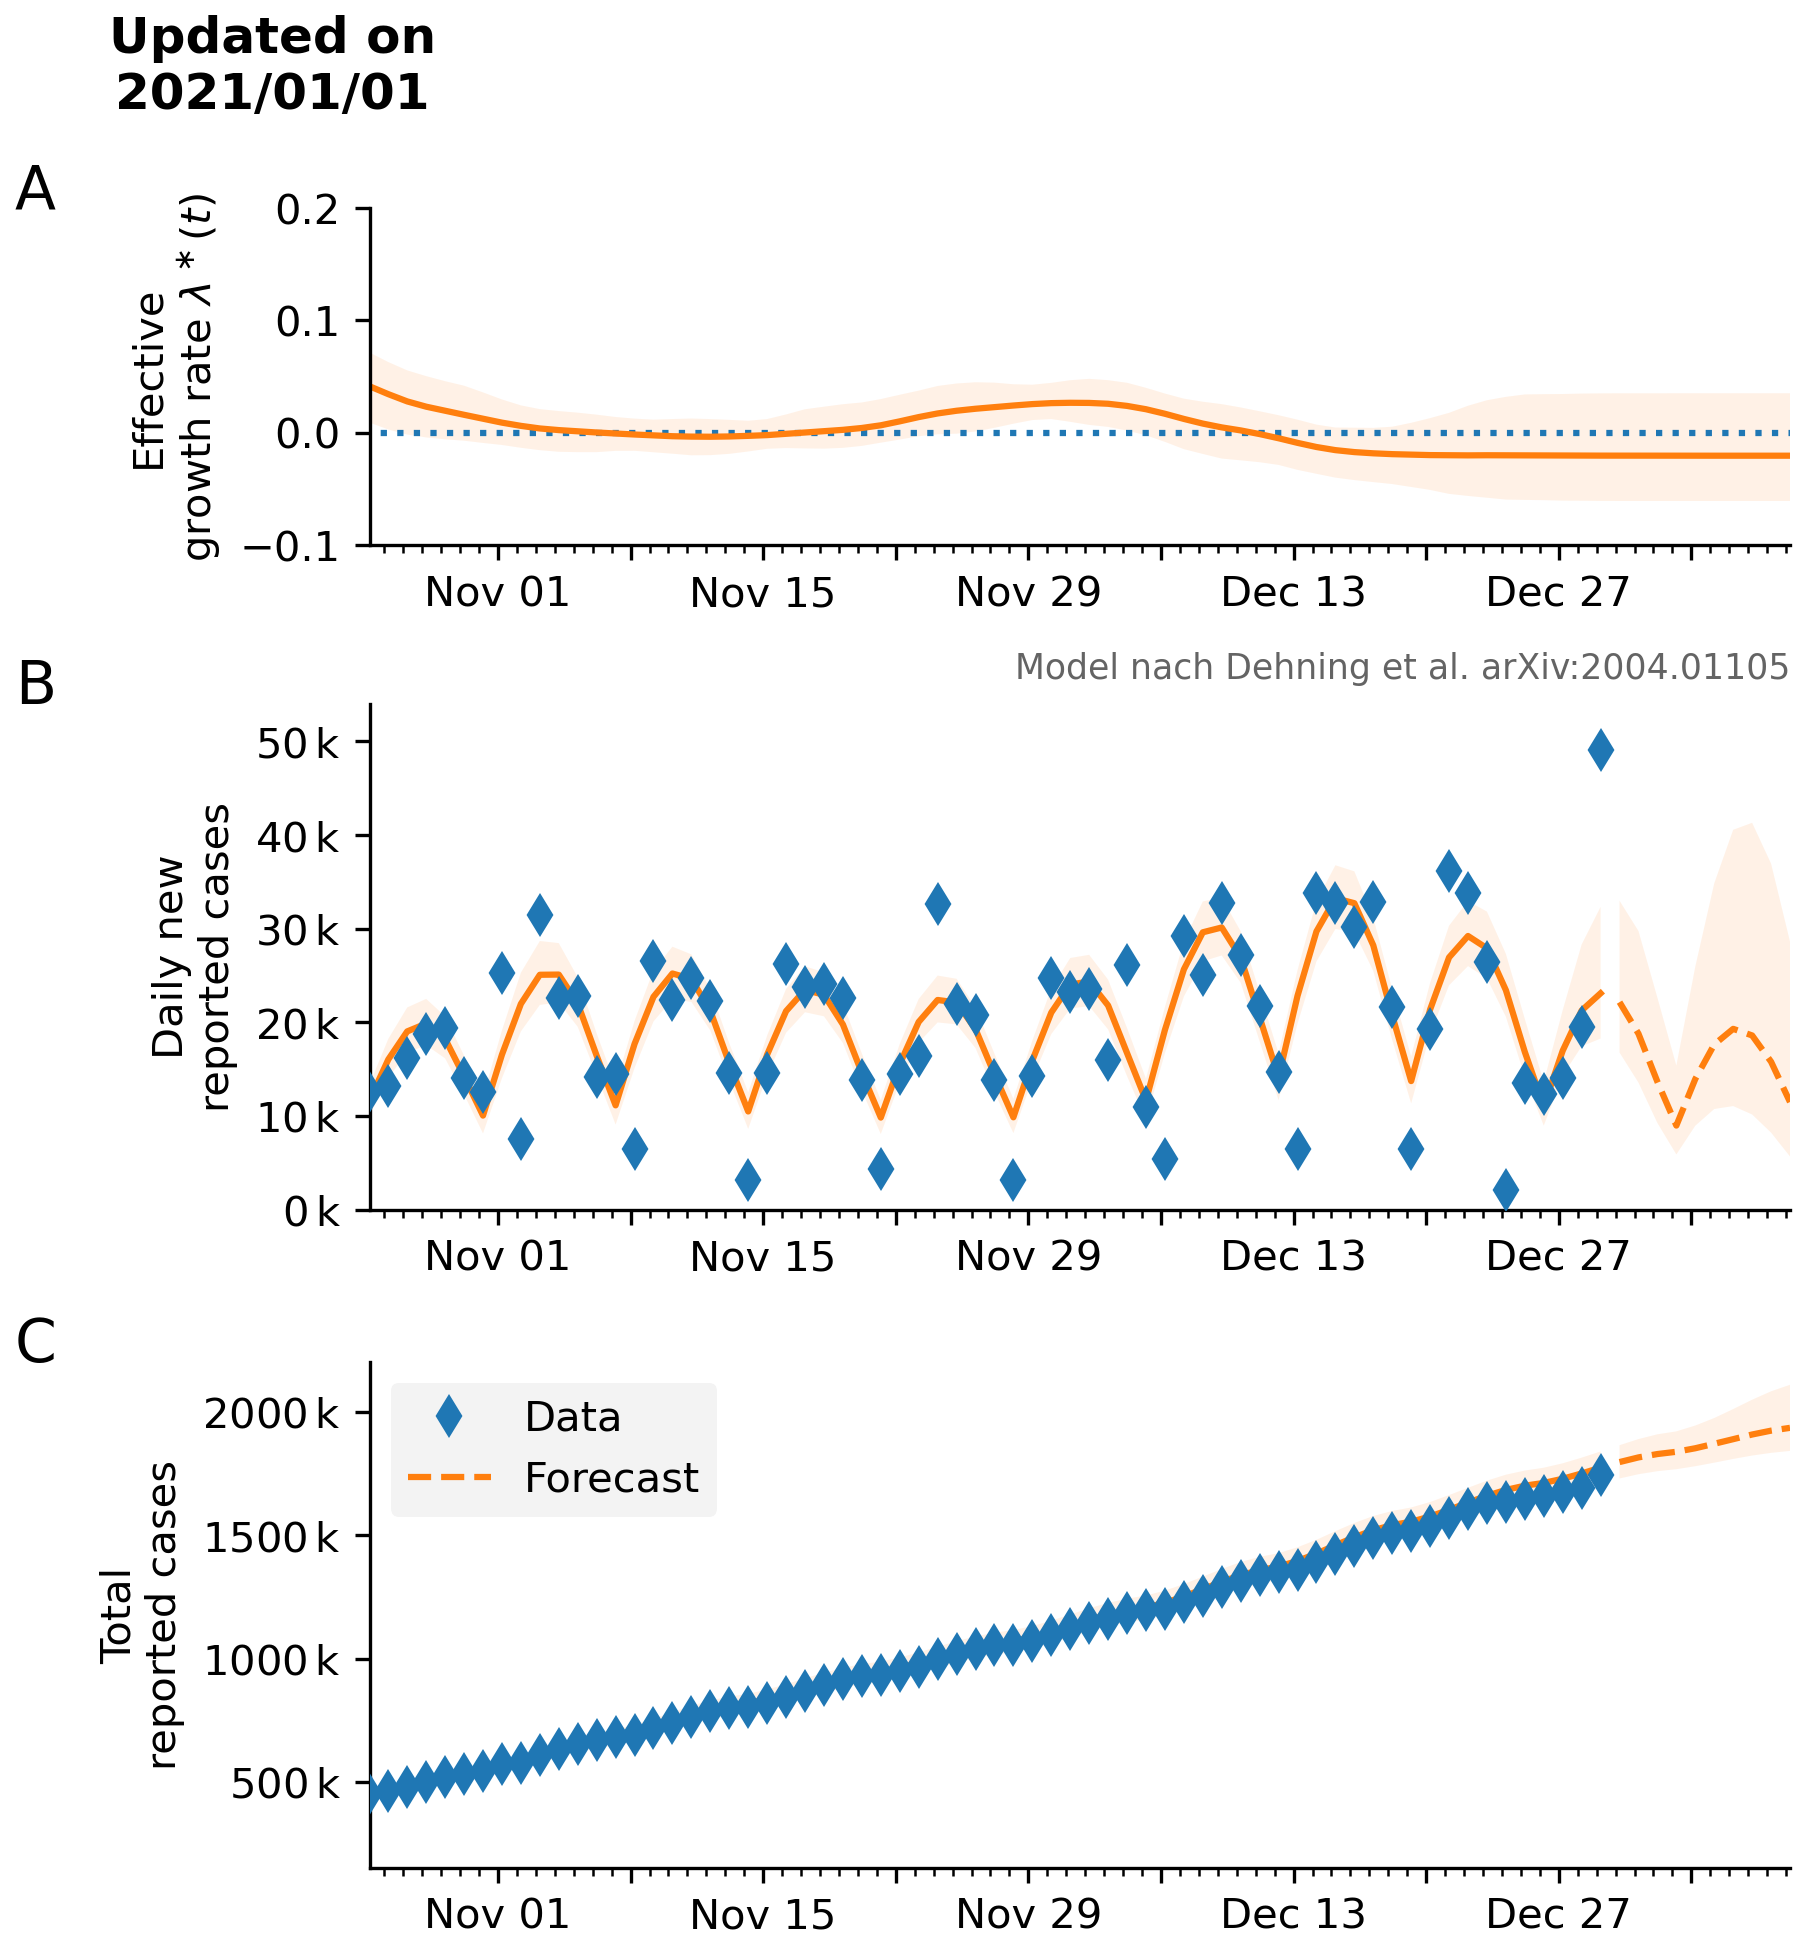 Updated on
2021/01/01
A
Effective
growth rate λ * (t)
0.2
0.1
0.0
−0.1
Nov 01 Nov 15 Nov 29 Dec 13 Dec 27
Model nach Dehning et al. arXiv:2004.01105
B
Daily new
reported cases
50 k
40 k
30 k
20 k
10 k
0 k
Nov 01 Nov 15 Nov 29 Dec 13 Dec 27
C
Total
reported cases
2000 k
1500 k
1000 k
500 k
Data
Forecast
Nov 01 Nov 15 Nov 29 Dec 13 Dec 27